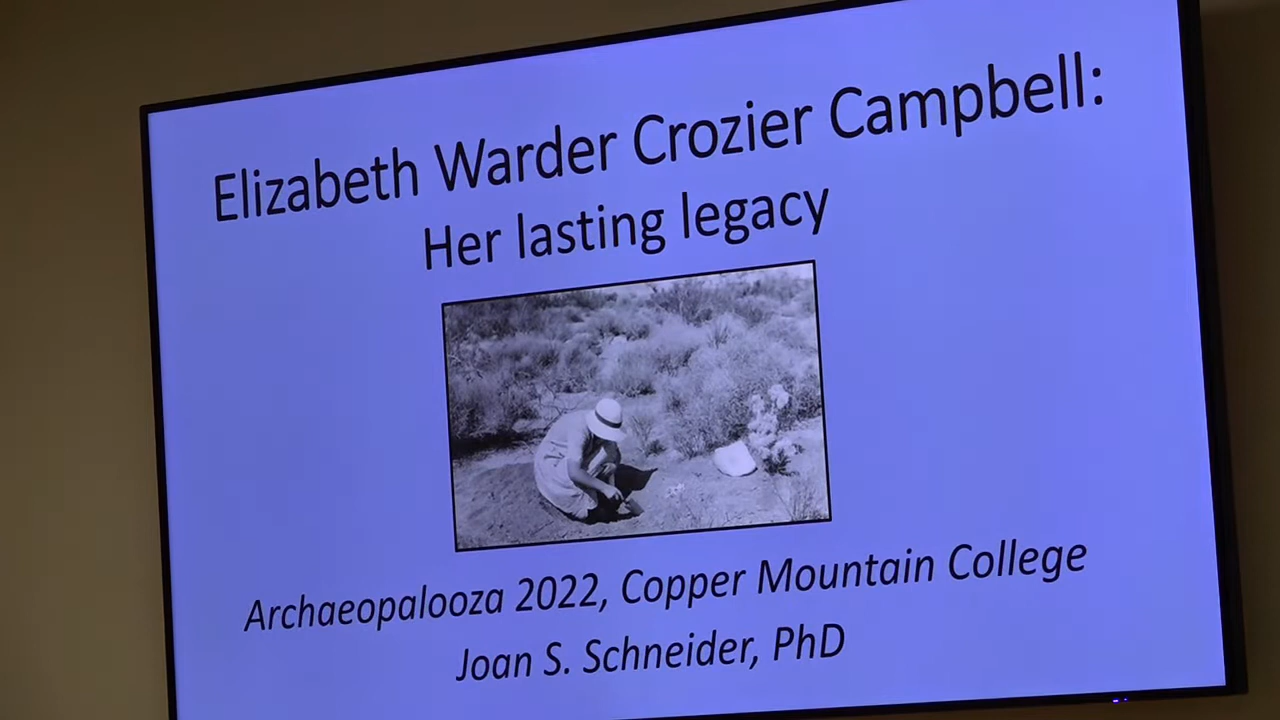 Elizabeth Warder Crozier Campbell:
Her lasting legacy
Archaeopalooza 2022, Copper Mountain College
Joan S. Schneider, PhD